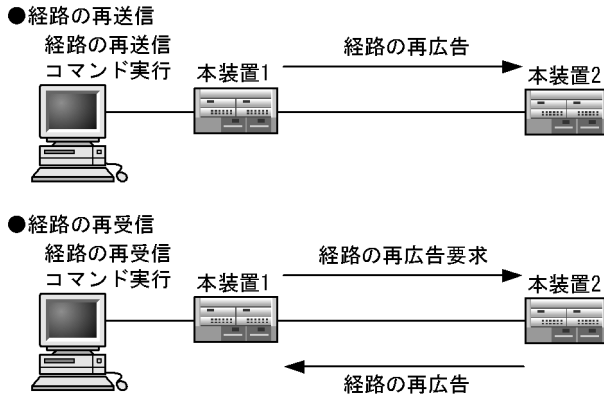 ●経路の再送信
経路の再送信
コマンド実行
本装置1
経路の再広告
本装置2
●経路の再受信
経路の再受信
コマンド実行
本装置1
経路の再広告要求
本装置2
経路の再広告